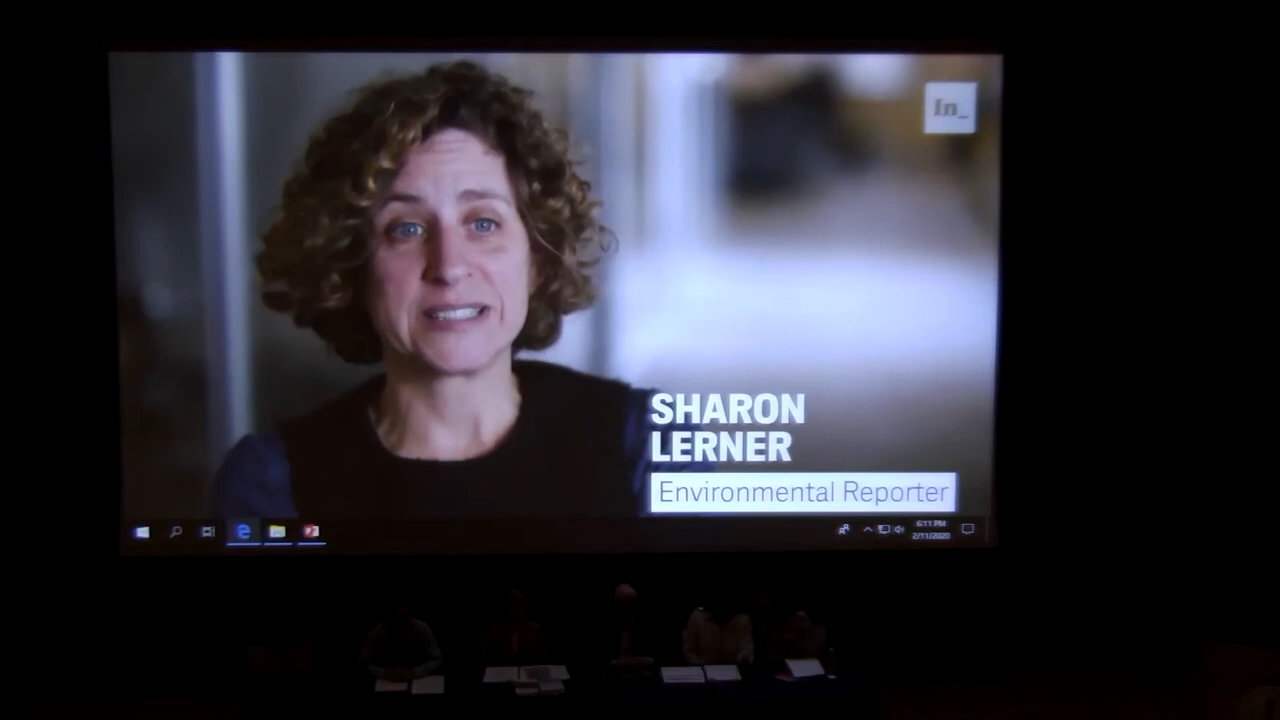 In_
SHARON
LERNER
Environmental Reporter
6:11 PM
2/11/2020